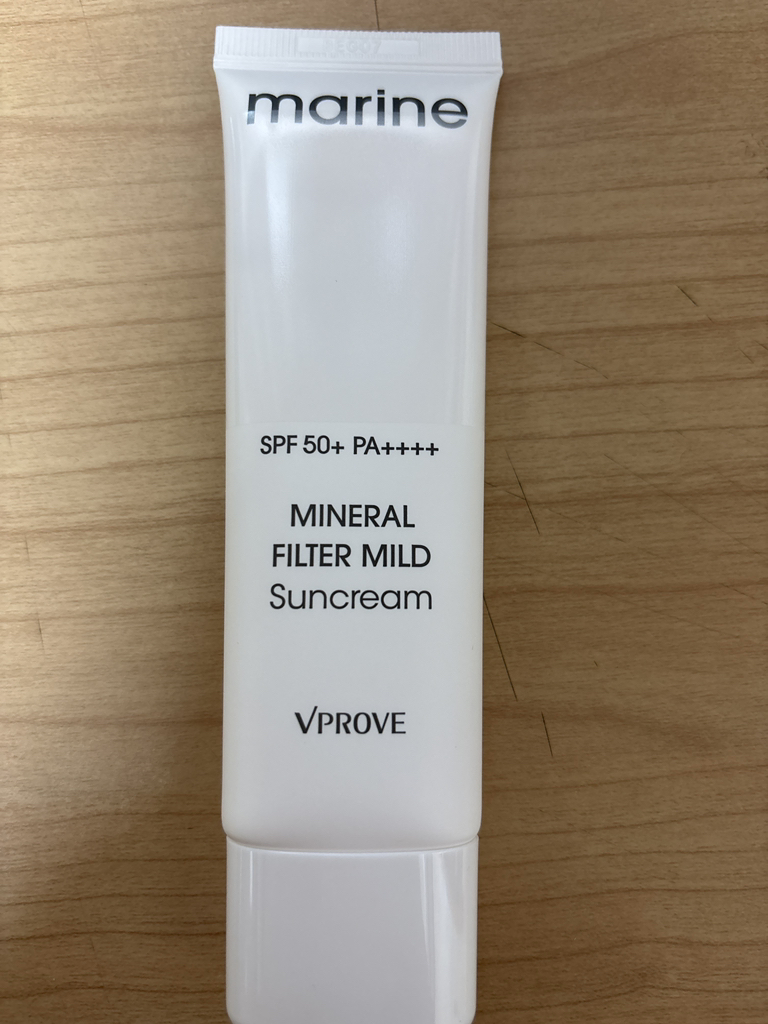 marine
SPF 50+ PA++++
MINERAL
FILTER MILD
Suncream
VPROVE